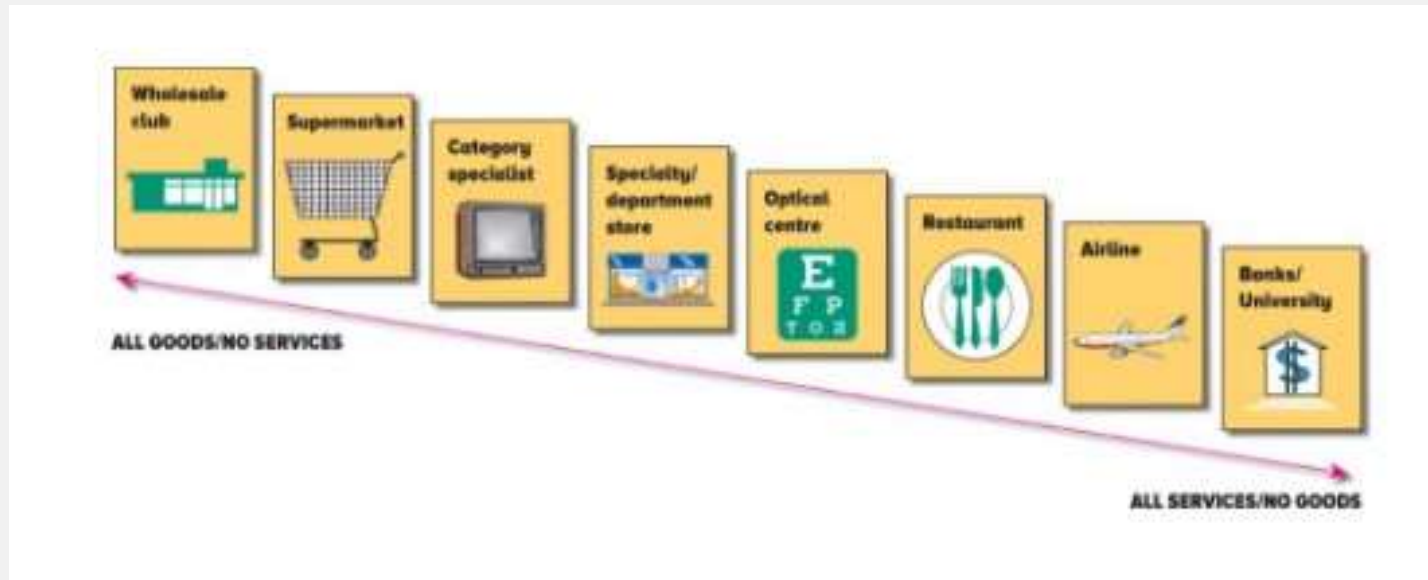 Wholesale
club
Supermarket
Category
specialist
Specialty/
department
store
Optical
centre
E
F P
T O Z
Restaurant
Airline
Banks/
University
$
ALL GOODS/NO SERVICES
ALL SERVICES/NO GOODS